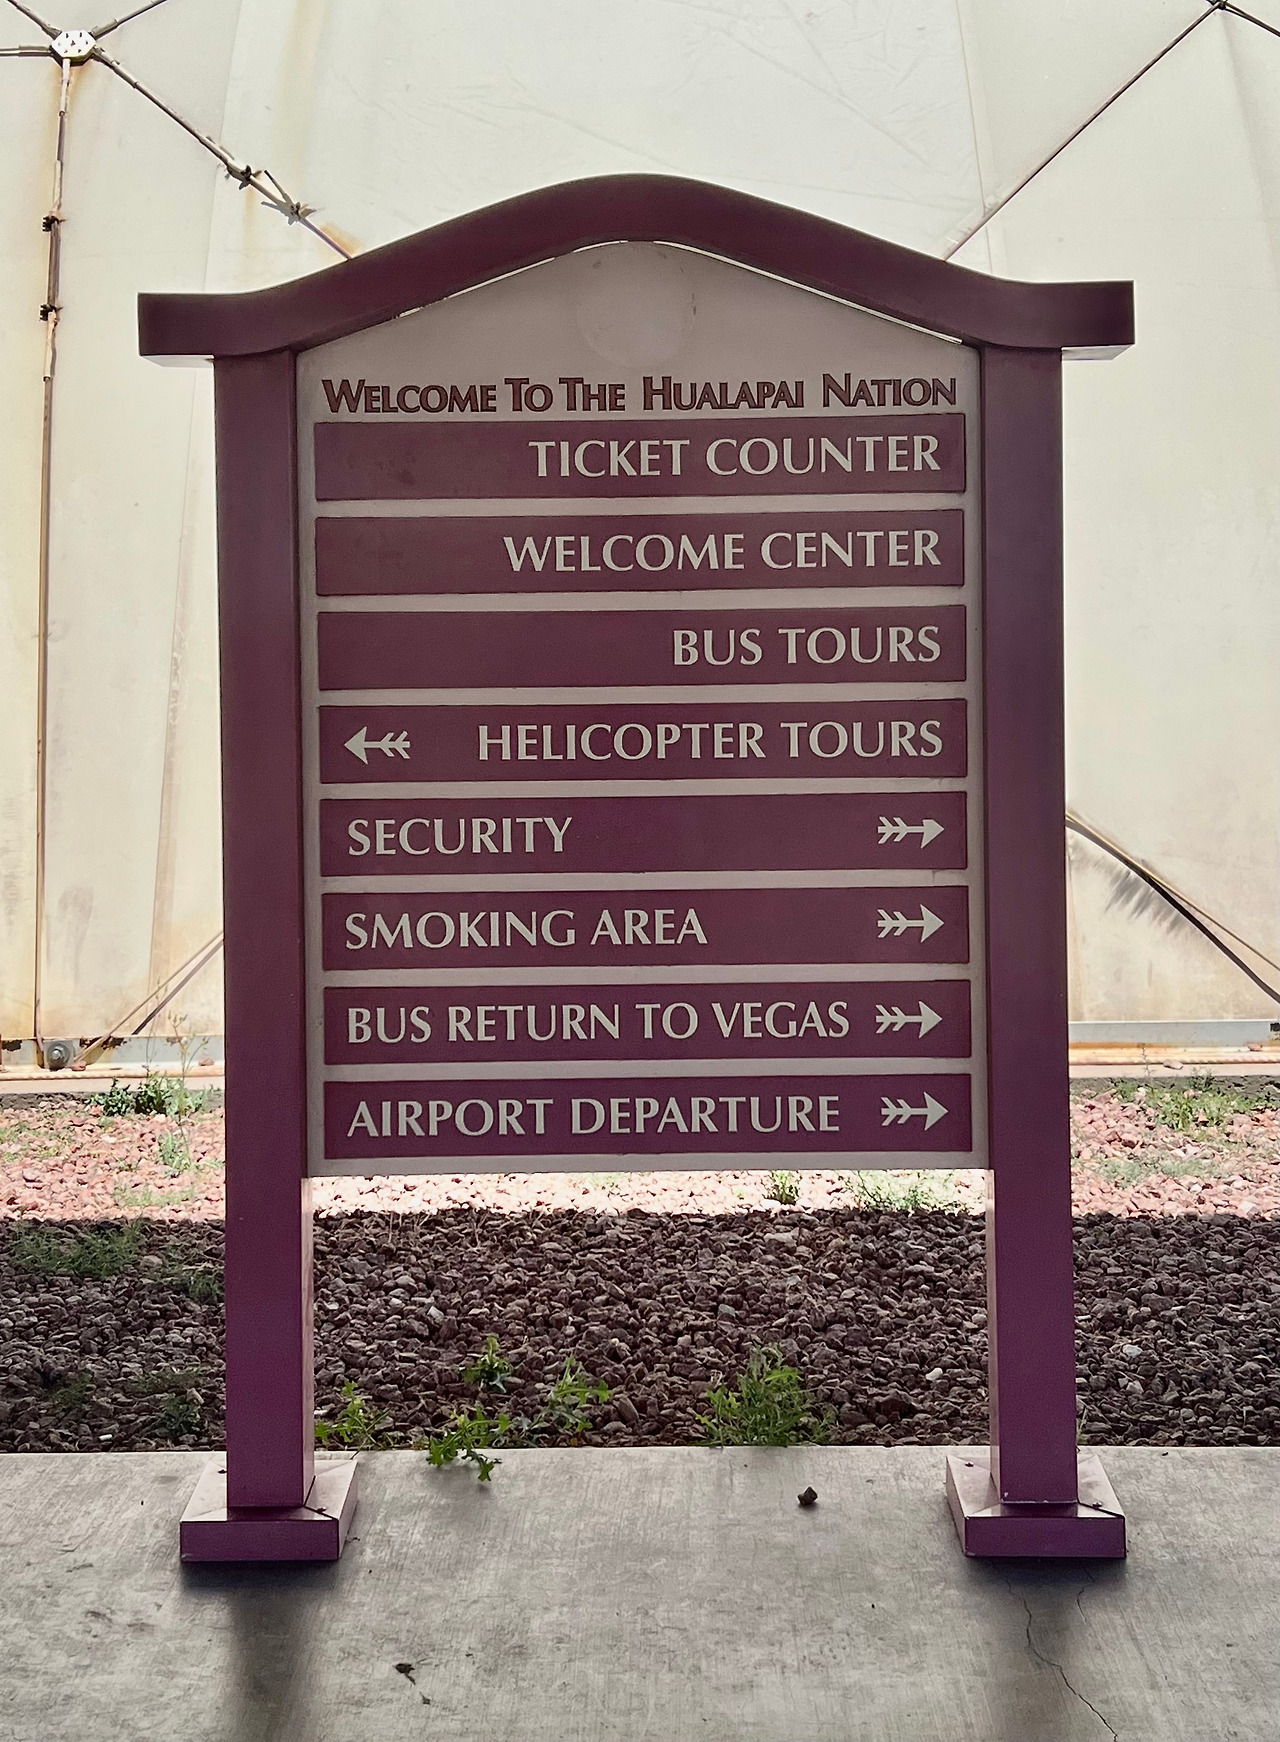 WELCOME TO THE HUALAPAI NATION
TICKET COUNTER
WELCOME CENTER
BUS TOURS
HELICOPTER TOURS
SECURITY
SMOKING AREA
BUS RETURN TO VEGAS
AIRPORT DEPARTURE